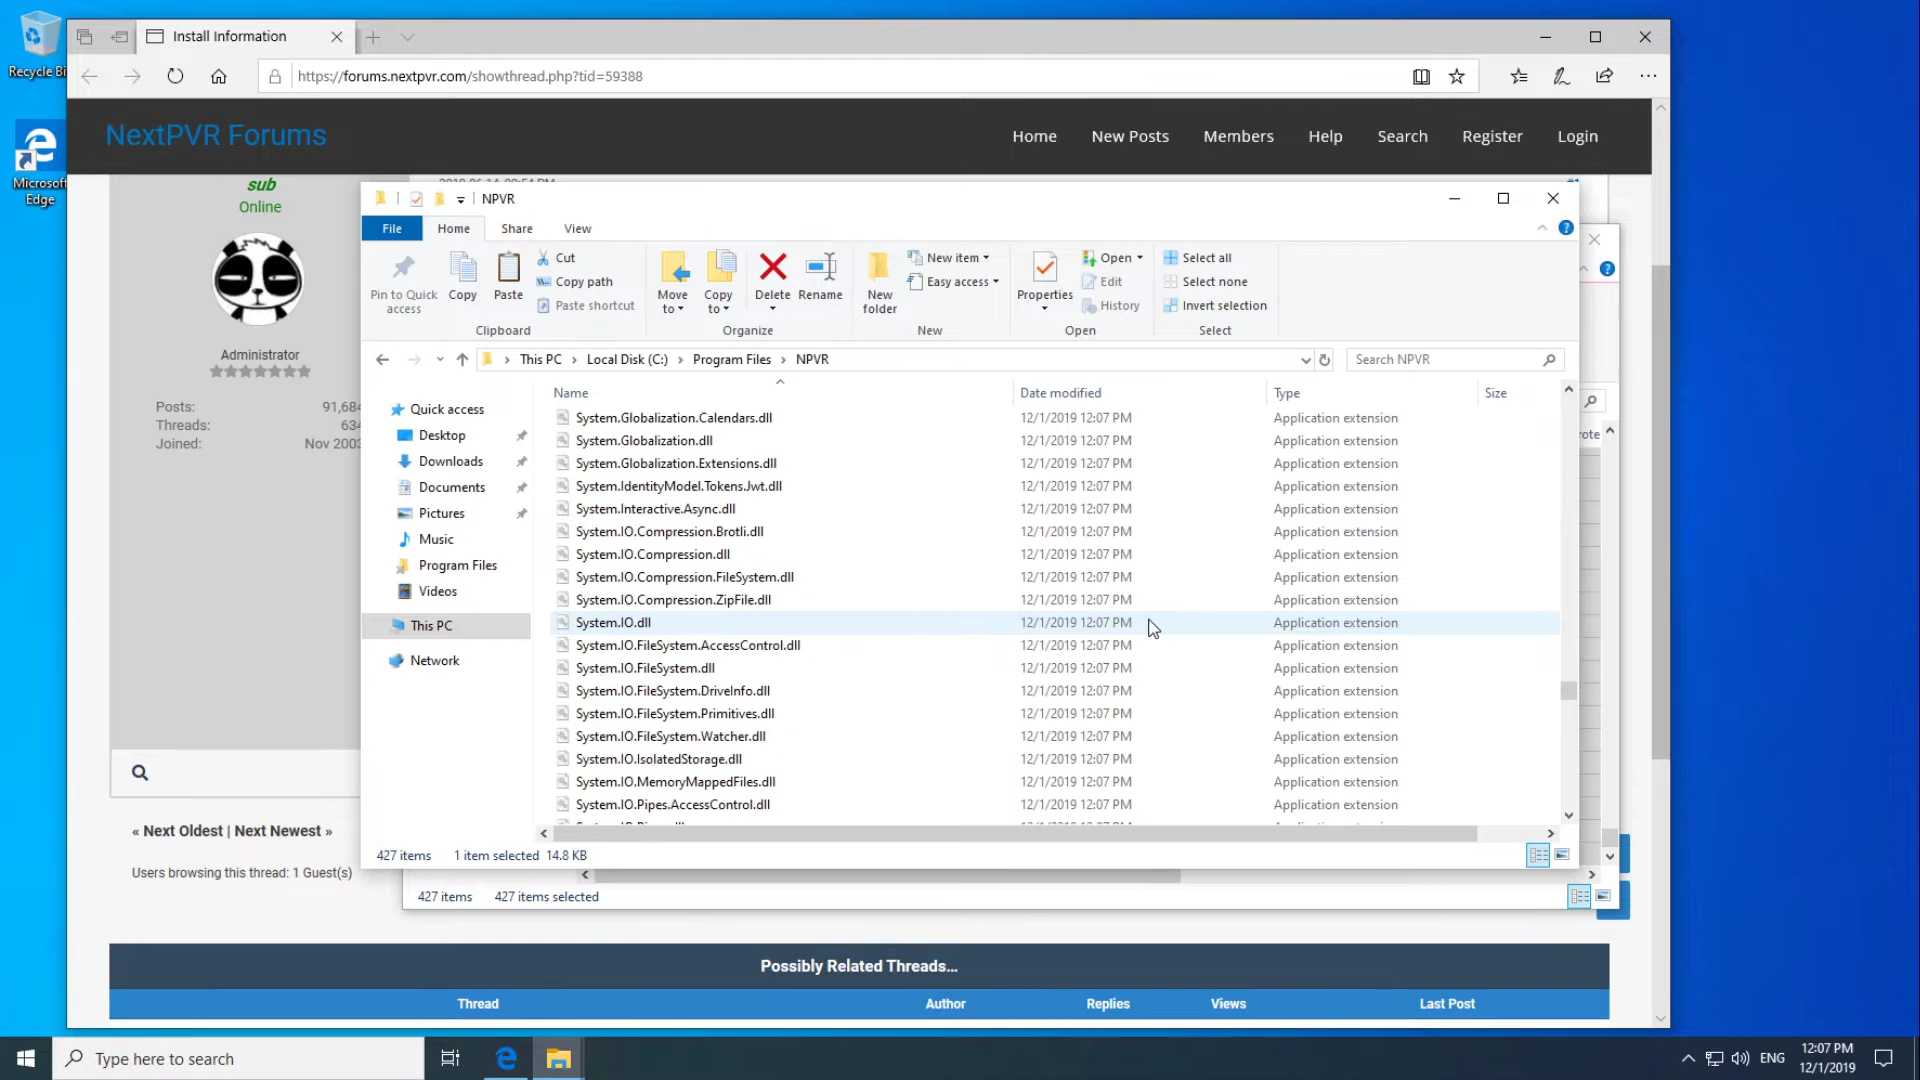 Recycle Bi
Microsoft
Edge
Install Information
https://forums.nextpvr.com/showthread.php?tid=59388
NextPVR Forums
Home
New Posts
Members
Help
Search
Register
Login
sub
Online
Administrator
Posts: 91,684
Threads: 634
Joined: Nov 2003
« Next Oldest | Next Newest »
Users browsing this thread: 1 Guest(s)
NPVR
File
Home
Share
View
Pin to Quick
access
Copy
Paste
Cut
Copy path
Paste shortcut
Clipboard
Move
to
Copy
to
Delete
Rename
Organize
New
folder
New item
Easy access
New
Properties
Open
Edit
History
Open
Select all
Select none
Invert selection
Select
This PC
Local Disk (C:)
Program Files
NPVR
Search NPVR
Quick access
Desktop
Downloads
Documents
Pictures
Music
Program Files
Videos
This PC
Network
Name Date modified Type Size
System.Globalization.Calendars.dll 12/1/2019 12:07 PM Application extension
System.Globalization.dll 12/1/2019 12:07 PM Application extension
System.Globalization.Extensions.dll 12/1/2019 12:07 PM Application extension
System.IdentityModel.Tokens.Jwt.dll 12/1/2019 12:07 PM Application extension
System.Interactive.Async.dll 12/1/2019 12:07 PM Application extension
System.IO.Compression.Brotli.dll 12/1/2019 12:07 PM Application extension
System.IO.Compression.dll 12/1/2019 12:07 PM Application extension
System.IO.Compression.FileSystem.dll 12/1/2019 12:07 PM Application extension
System.IO.Compression.ZipFile.dll 12/1/2019 12:07 PM Application extension
System.IO.dll 12/1/2019 12:07 PM Application extension
System.IO.FileSystem.AccessControl.dll 12/1/2019 12:07 PM Application extension
System.IO.FileSystem.dll 12/1/2019 12:07 PM Application extension
System.IO.FileSystem.DriveInfo.dll 12/1/2019 12:07 PM Application extension
System.IO.FileSystem.Primitives.dll 12/1/2019 12:07 PM Application extension
System.IO.FileSystem.Watcher.dll 12/1/2019 12:07 PM Application extension
System.IO.IsolatedStorage.dll 12/1/2019 12:07 PM Application extension
System.IO.MemoryMappedFiles.dll 12/1/2019 12:07 PM Application extension
System.IO.Pipes.AccessControl.dll 12/1/2019 12:07 PM Application extension
427 items 1 item selected 14.8 KB
427 items 427 items selected
Possibly Related Threads…
Thread Author Replies Views Last Post
Type here to search
ENG
12:07 PM
12/1/2019